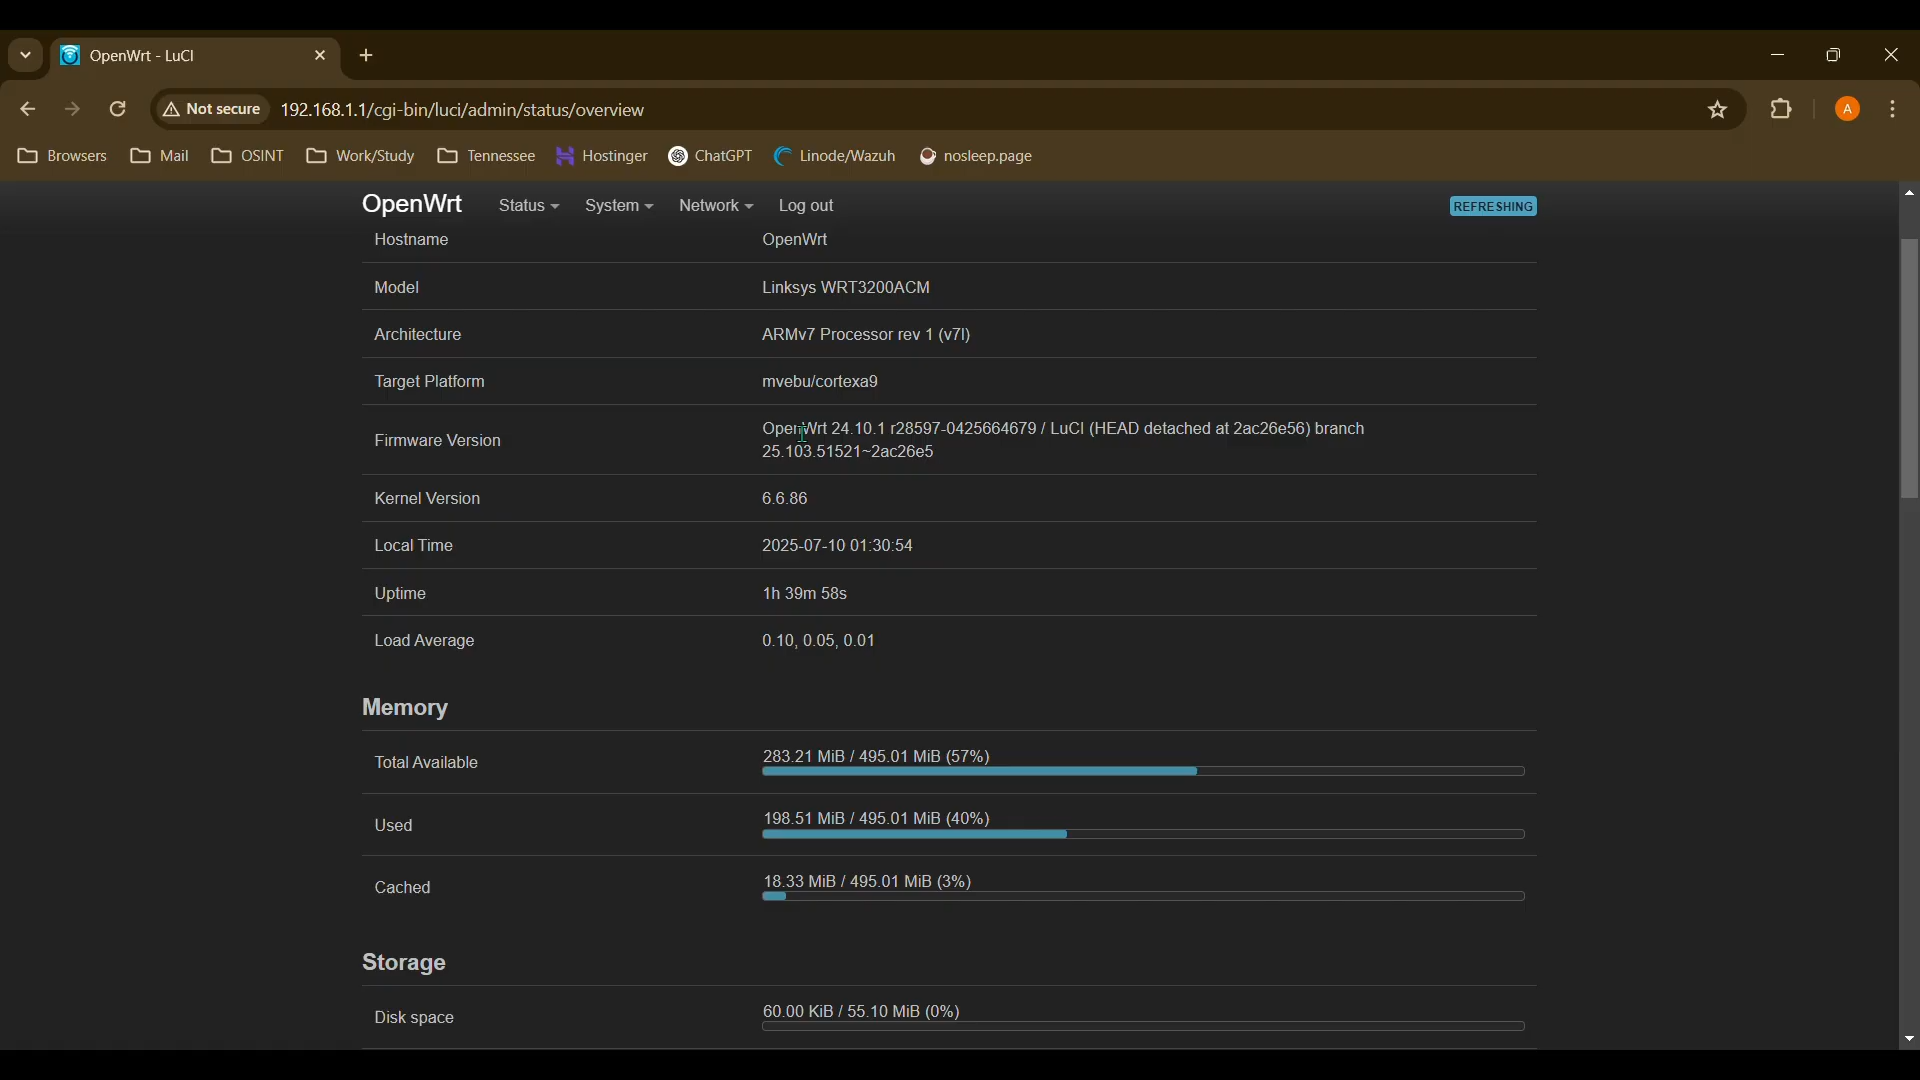 OpenWrt - LuCI
Not secure 192.168.1.1/cgi-bin/luci/admin/status/overview A
Browsers Mail OSINT Work/Study Tennessee Hostinger ChatGPT Linode/Wazuh nosleep.page
OpenWrt Status System Network Log out REFRESHING
Hostname OpenWrt
Model Linksys WRT3200ACM
Architecture ARMv7 Processor rev 1 (v7l)
Target Platform mvebu/cortexa9
Firmware Version OpenWrt 24.10.1 r28597-0425664679 / LuCI (HEAD detached at 2ac26e56) branch
25.103.51521~2ac26e5
Kernel Version 6.6.86
Local Time 2025-07-10 01:30:54
Uptime 1h 39m 58s
Load Average 0.10, 0.05, 0.01
Memory
Total Available 283.21 MiB / 495.01 MiB (57%)
Used 198.51 MiB / 495.01 MiB (40%)
Cached 18.33 MiB / 495.01 MiB (3%)
Storage
Disk space 60.00 KiB / 55.10 MiB (0%)